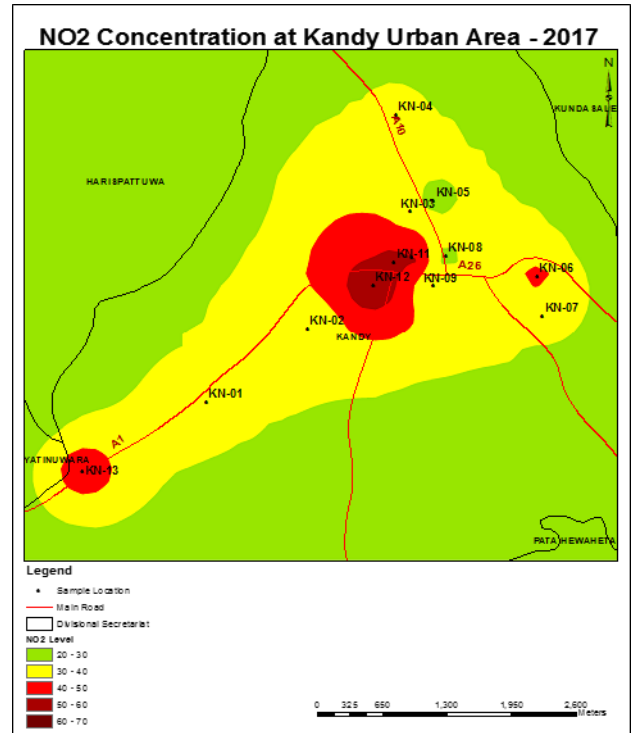 NO2 Concentration at Kandy Urban Area - 2017
N
KN-04
KUNDASALE
A10
HARISPATTUWA
KN-05
KN-03
KN-08
KN-11
A26
KN-06
KN-12
KN-09
KN-07
KN-02
KANDY
KN-01
A1
YATINUWARA
KN-13
PATA HEWAHETA
Legend
Sample Location
Main Road
Divisional Secretariat
NO2 Level
20 - 30
30 - 40
40 - 50
50 - 60
60 - 70
0 325 650 1,300 1,950 2,600
Meters